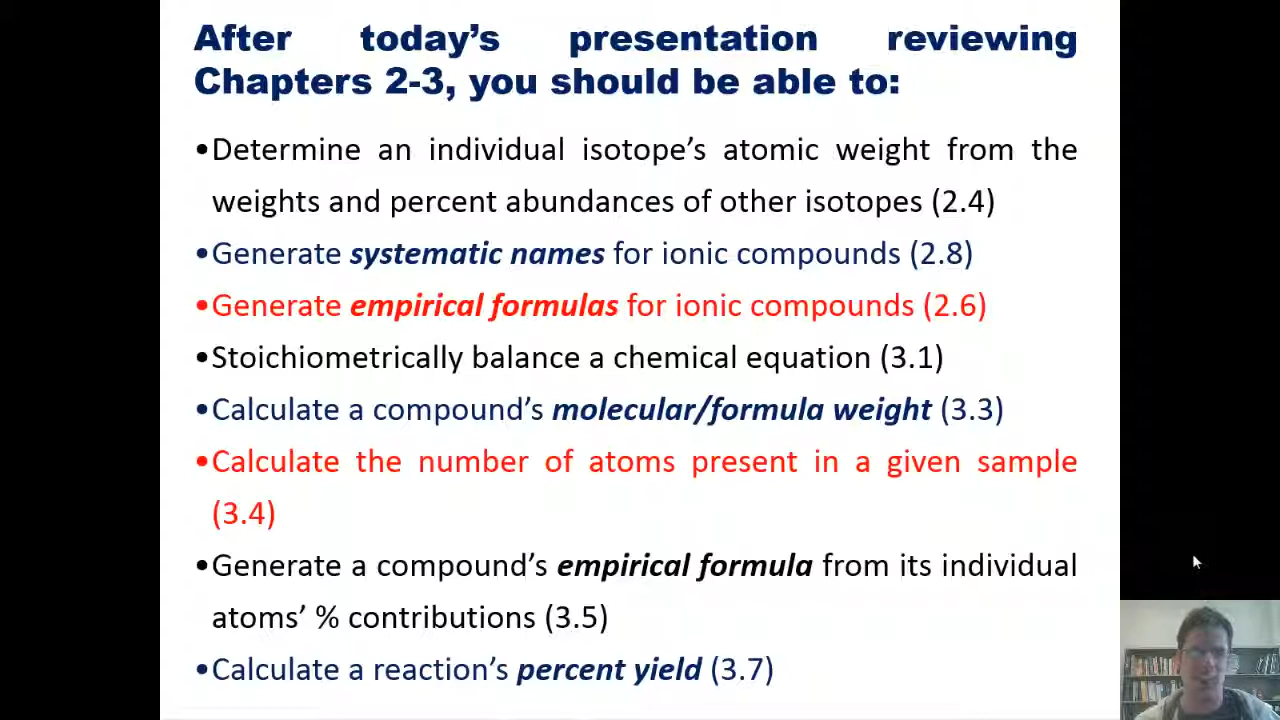 After today’s presentation reviewing
Chapters 2-3, you should be able to:
•Determine an individual isotope’s atomic weight from the
weights and percent abundances of other isotopes (2.4)
•Generate systematic names for ionic compounds (2.8)
•Generate empirical formulas for ionic compounds (2.6)
•Stoichiometrically balance a chemical equation (3.1)
•Calculate a compound’s molecular/formula weight (3.3)
•Calculate the number of atoms present in a given sample
(3.4)
•Generate a compound’s empirical formula from its individual
atoms’ % contributions (3.5)
•Calculate a reaction’s percent yield (3.7)